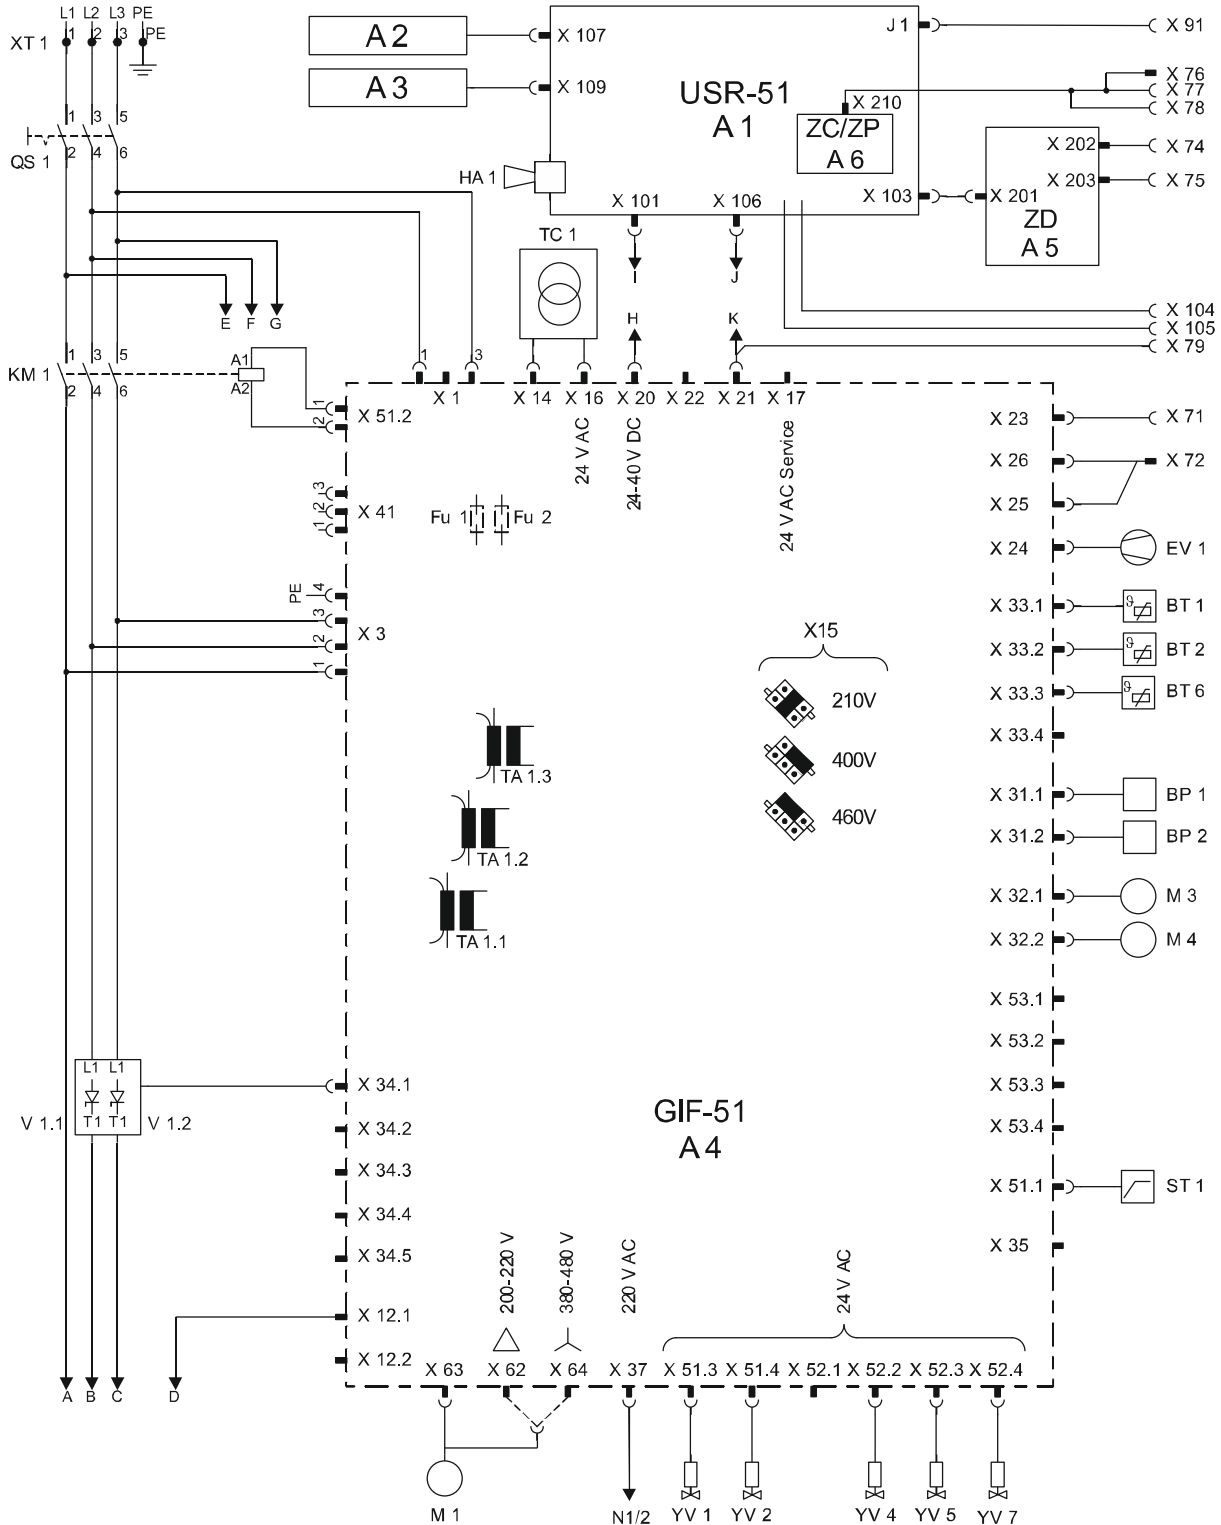 L1 L2 L3 PE
XT 1 1 2 3 PE
A 2
X 107
A 3
X 109
J 1
X 91
USR-51
A 1
X 210
ZC/ZP
A 6
X 76
X 77
X 78
X 202
X 74
X 203
X 75
X 103
X 201
ZD
A 5
1 3 5
QS 1
2 4 6
HA 1
X 101
X 106
TC 1
I
J
E F G
H
K
X 104
X 105
X 79
1 3 5
KM 1
2 4 6
A1
A2
1
3
X 1
X 14
X 16
X 20
X 22
X 21
X 17
24 V AC
24-40 V DC
24 V AC Service
1
2
X 51.2
3
2
1
X 41
Fu 1
Fu 2
PE
4
3
2
1
X 3
X 23
X 71
X 26
X 72
X 25
X 24
EV 1
X 33.1
ϑ
BT 1
X 33.2
ϑ
BT 2
X 33.3
ϑ
BT 6
X 33.4
X15
210V
400V
460V
TA 1.3
TA 1.2
TA 1.1
X 31.1
BP 1
X 31.2
BP 2
X 32.1
M 3
X 32.2
M 4
X 53.1
X 53.2
X 53.3
X 53.4
X 51.1
ST 1
X 35
L1 L1
T1 T1
V 1.1
V 1.2
X 34.1
X 34.2
X 34.3
X 34.4
X 34.5
X 12.1
X 12.2
GIF-51
A 4
200-220 V
380-480 V
220 V AC
24 V AC
A B C D
X 63
X 62
X 64
X 37
X 51.3
X 51.4
X 52.1
X 52.2
X 52.3
X 52.4
M 1
N1/2
YV 1
YV 2
YV 4
YV 5
YV 7